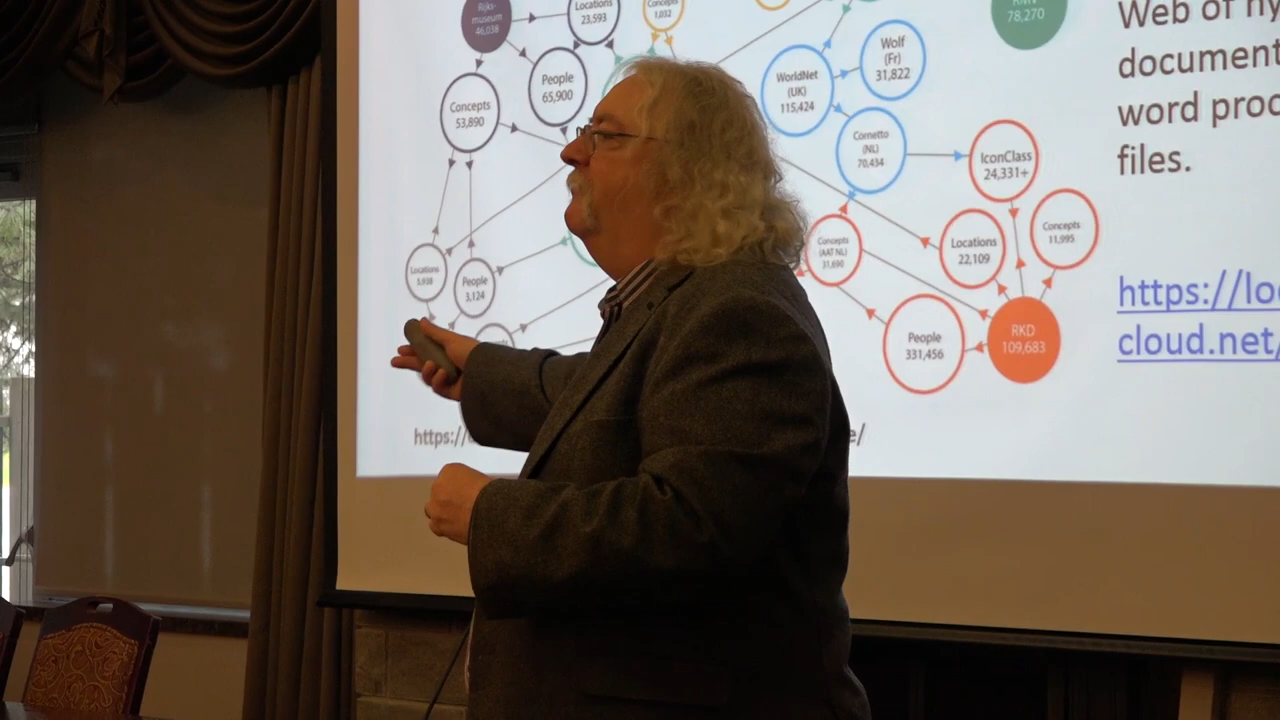 Rijks-
museum
46,038
Locations
23,593
Concepts
1,032
78,270
Web of
document
word proc
files.
Wolf
(Fr)
31,822
WorldNet
(UK)
115,424
People
65,900
Concepts
53,890
Cornetto
(NL)
70,434
IconClass
24,331+
Concepts
(AAT NL)
31,690
Locations
22,109
Concepts
11,995
Locations
5,938
People
3,124
https://lo
cloud.net/
People
331,456
RKD
109,683
https://
e/